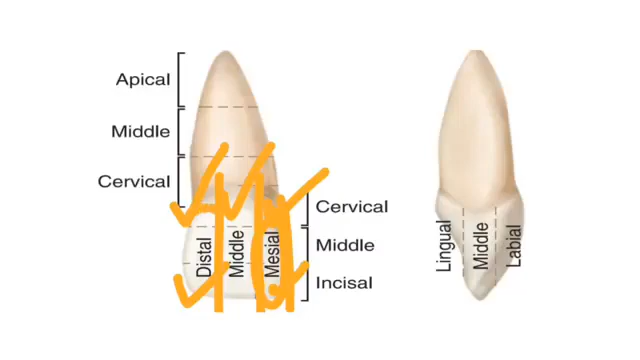 Apical
Middle
Cervical
Distal
Middle
Mesial
Cervical
Middle
Incisal
Lingual
Middle
Labial